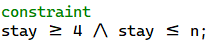 constraint
stay ≥ 4 ∧ stay ≤ n;